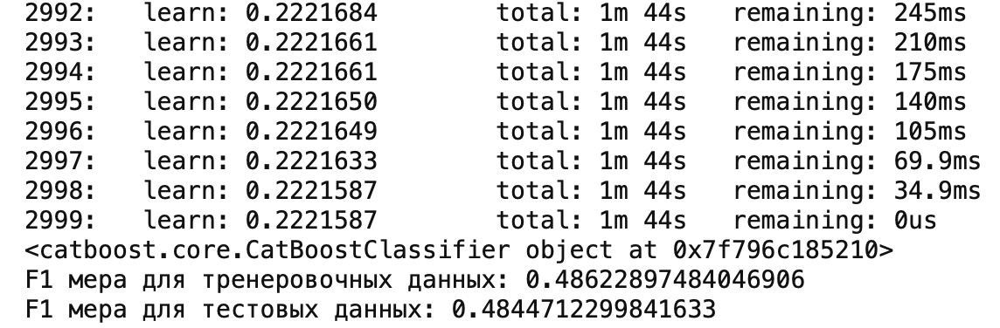 2992:   learn: 0.2221684        total: 1m 44s   remaining: 245ms
2993:   learn: 0.2221661        total: 1m 44s   remaining: 210ms
2994:   learn: 0.2221661        total: 1m 44s   remaining: 175ms
2995:   learn: 0.2221650        total: 1m 44s   remaining: 140ms
2996:   learn: 0.2221649        total: 1m 44s   remaining: 105ms
2997:   learn: 0.2221633        total: 1m 44s   remaining: 69.9ms
2998:   learn: 0.2221587        total: 1m 44s   remaining: 34.9ms
2999:   learn: 0.2221587        total: 1m 44s   remaining: 0us
<catboost.core.CatBoostClassifier object at 0x7f796c185210>
F1 мера для тренеровочных данных: 0.48622897484046906
F1 мера для тестовых данных: 0.4844712299841633